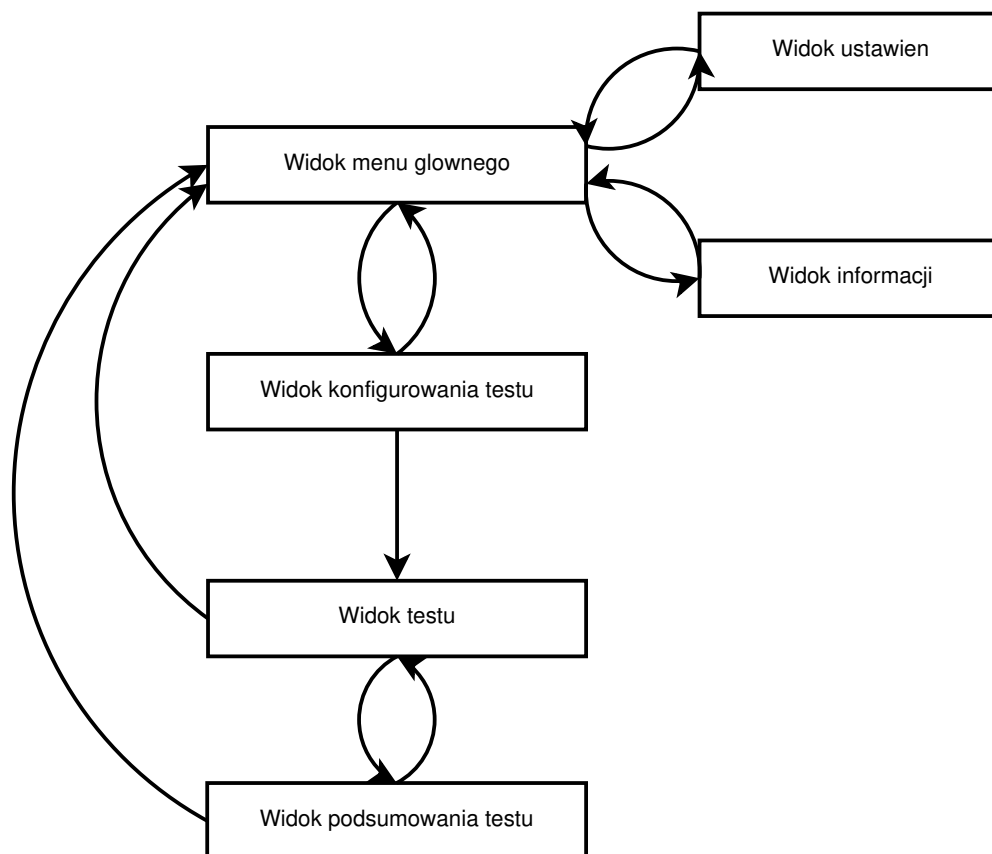 Widok ustawien
Widok menu glownego
Widok informacji
Widok konfigurowania testu
Widok testu
Widok podsumowania testu